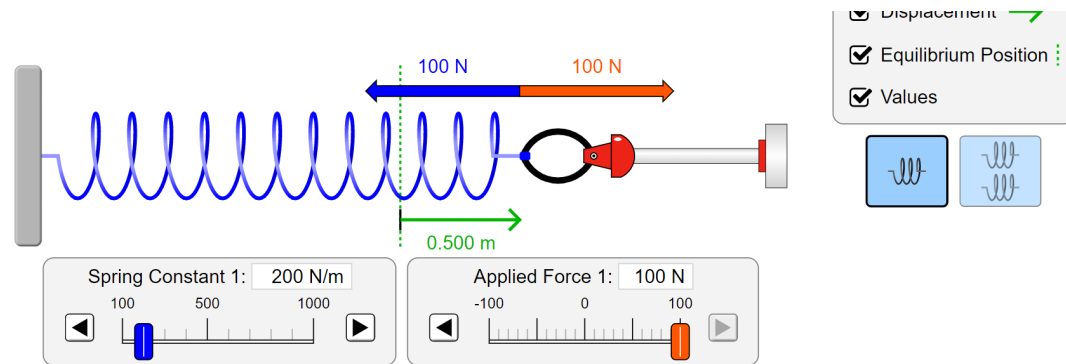 Displacement
100 N
100 N
Equilibrium Position
Values
0.500 m
Spring Constant 1: 200 N/m
Applied Force 1: 100 N
100 500 1000
-100 0 100